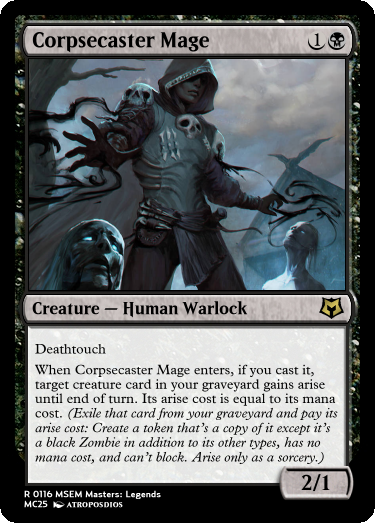 Corpsecaster Mage 1
Creature — Human Warlock
Deathtouch
When Corpsecaster Mage enters, if you cast it,
target creature card in your graveyard gains arise
until end of turn. Its arise cost is equal to its mana
cost. (Exile that card from your graveyard and pay its
arise cost: Create a token that's a copy of it except it's
a black Zombie in addition to its other types, has no
mana cost, and can't block. Arise only as a sorcery.)
2/1
R 0116 MSEM Masters: Legends
MC25 ATROPOSDIOS